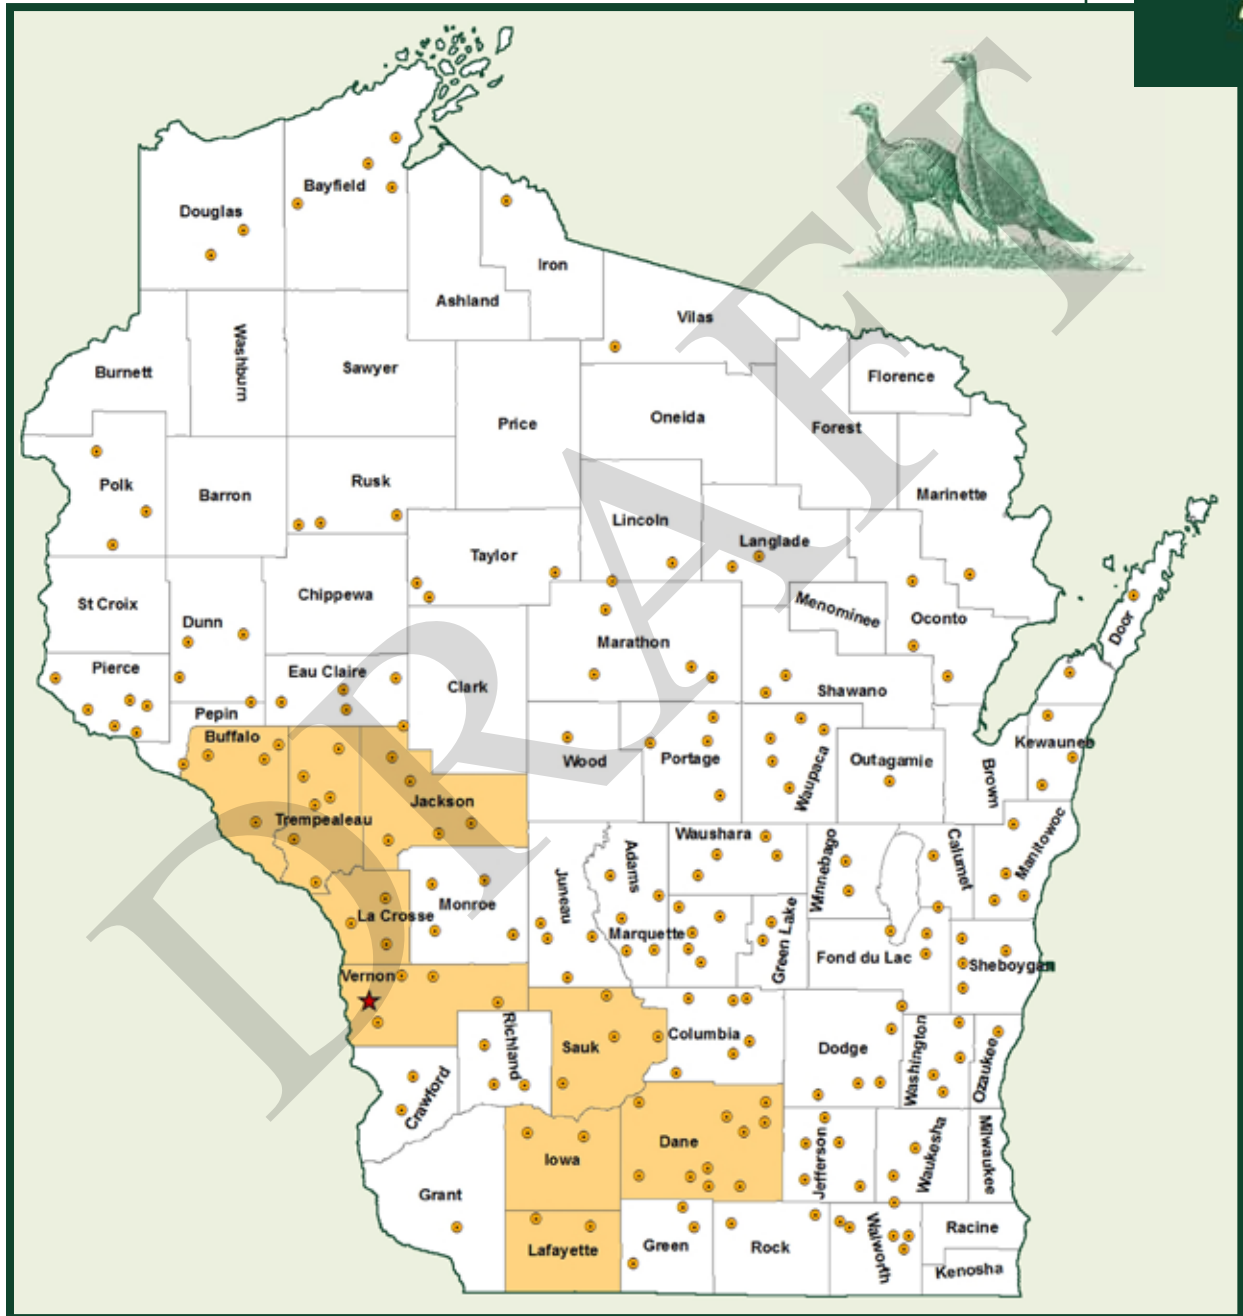 Bayfield
Douglas
Iron
Ashland
Vilas
Washburn
Sawyer
Burnett
Florence
Oneida
Price
Forest
Polk
Rusk
Barron
Marinette
Lincoln
Langlade
Taylor
Chippewa
St Croix
Menominee
Dunn
Oconto
Door
Marathon
Pierce
Eau Claire
Clark
Shawano
Pepin
Buffalo
Kewaunee
Wood
Portage
Waupaca
Outagamie
Brown
Jackson
Trempealeau
Waushara
Manitowoc
Adams
Winnebago
Calumet
Juneau
Monroe
La Crosse
Marquette
Green Lake
Fond du Lac
Sheboygan
Vernon
Richland
Sauk
Columbia
Dodge
Washington
Ozaukee
Crawford
Dane
Iowa
Jefferson
Waukesha
Milwaukee
Grant
Lafayette
Green
Rock
Walworth
Racine
Kenosha
DRAFT